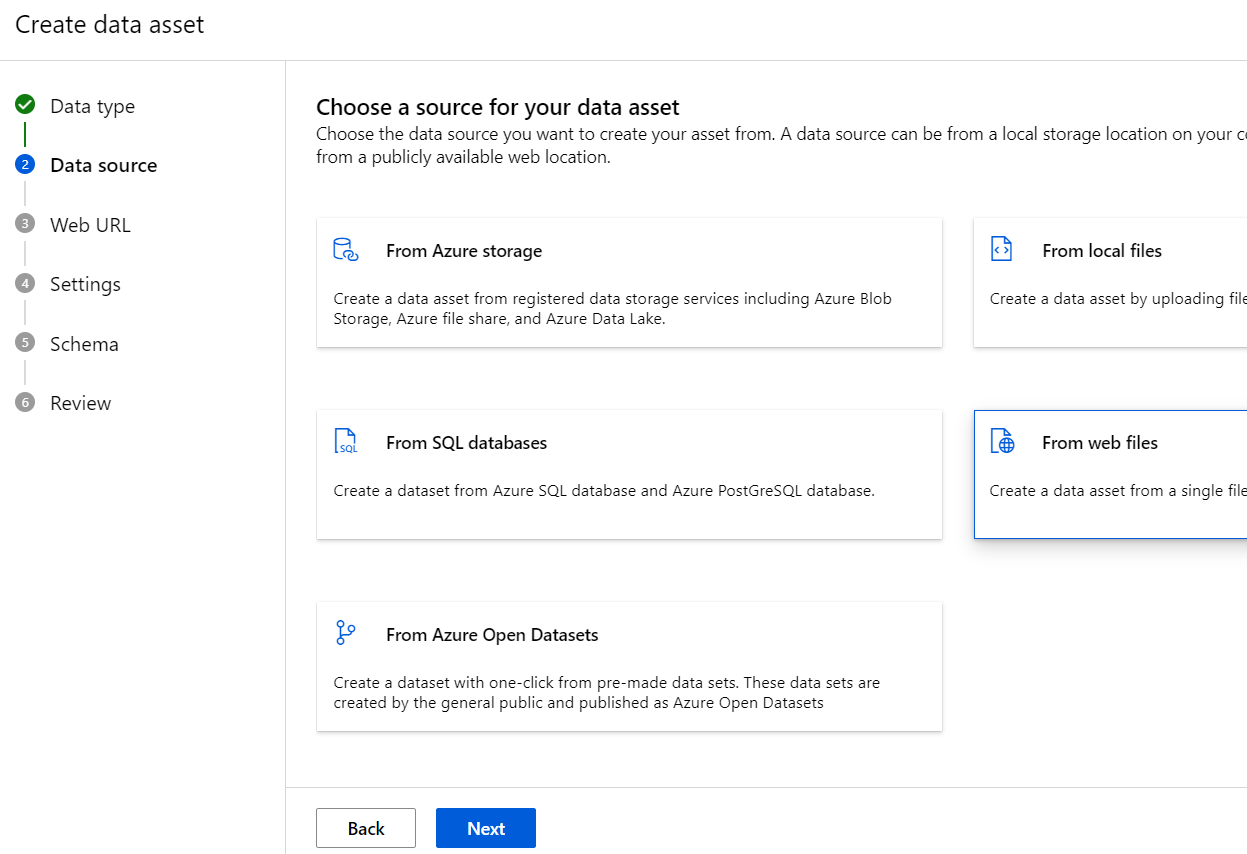 Create data asset
Data type
2 Data source
3 Web URL
4 Settings
5 Schema
6 Review
Choose a source for your data asset
Choose the data source you want to create your asset from. A data source can be from a local storage location on your
from a publicly available web location.
From Azure storage
Create a data asset from registered data storage services including Azure Blob
Storage, Azure file share, and Azure Data Lake.
From local files
Create a data asset by uploading file
SQL
From SQL databases
Create a dataset from Azure SQL database and Azure PostGreSQL database.
From web files
Create a data asset from a single file
From Azure Open Datasets
Create a dataset with one-click from pre-made data sets. These data sets are
created by the general public and published as Azure Open Datasets
Back
Next